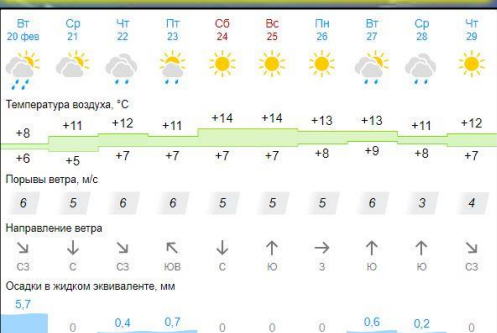 Вт Ср Чт Пт Сб Вс Пн Вт Ср Чт
20 фев 21 22 23 24 25 26 27 28 29
Температура воздуха, °C
+8 +11 +12 +11 +14 +14 +13 +13 +11 +12
+6 +5 +7 +7 +7 +7 +8 +9 +8 +7
Порывы ветра, м/с
6 5 6 6 5 5 5 6 3 4
Направление ветра
СЗ С СЗ ЮВ С Ю З Ю Ю СЗ
Осадки в жидком эквиваленте, мм
5,7 0 0,4 0,7 0 0 0 0,6 0,2 0